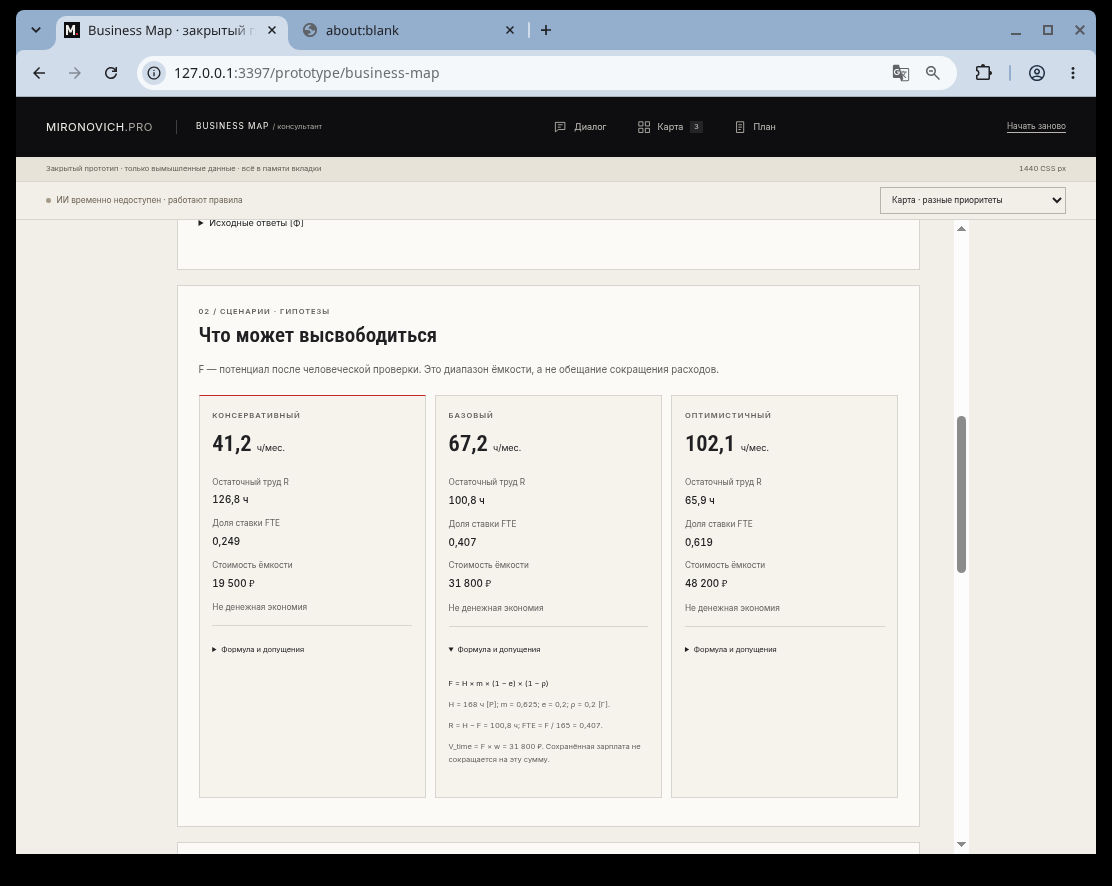 Business Map · закрытый г
about:blank
127.0.0.1:3397/prototype/business-map
MIRONOVICH.PRO
BUSINESS MAP / консультант
Диалог
Карта 3
План
Начать заново
Закрытый прототип · только вымышленные данные · всё в памяти вкладки
1440 CSS px
ИИ временно недоступен · работают правила
Карта · разные приоритеты
Исходные ответы [Ф]
02 / СЦЕНАРИИ · ГИПОТЕЗЫ
Что может высвободиться
F — потенциал после человеческой проверки. Это диапазон ёмкости, а не обещание сокращения расходов.
КОНСЕРВАТИВНЫЙ
41,2 ч/мес.
Остаточный труд R
126,8 ч
Доля ставки FTE
0,249
Стоимость ёмкости
19 500 ₽
Не денежная экономия
Формула и допущения
БАЗОВЫЙ
67,2 ч/мес.
Остаточный труд R
100,8 ч
Доля ставки FTE
0,407
Стоимость ёмкости
31 800 ₽
Не денежная экономия
Формула и допущения
F = H × m × (1 − e) × (1 − ρ)
H = 168 ч [Р]; m = 0,625; e = 0,2; ρ = 0,2 [Г].
R = H − F = 100,8 ч; FTE = F / 165 = 0,407.
V_time = F × w = 31 800 ₽. Сохранённая зарплата не
сокращается на эту сумму.
ОПТИМИСТИЧНЫЙ
102,1 ч/мес.
Остаточный труд R
65,9 ч
Доля ставки FTE
0,619
Стоимость ёмкости
48 200 ₽
Не денежная экономия
Формула и допущения